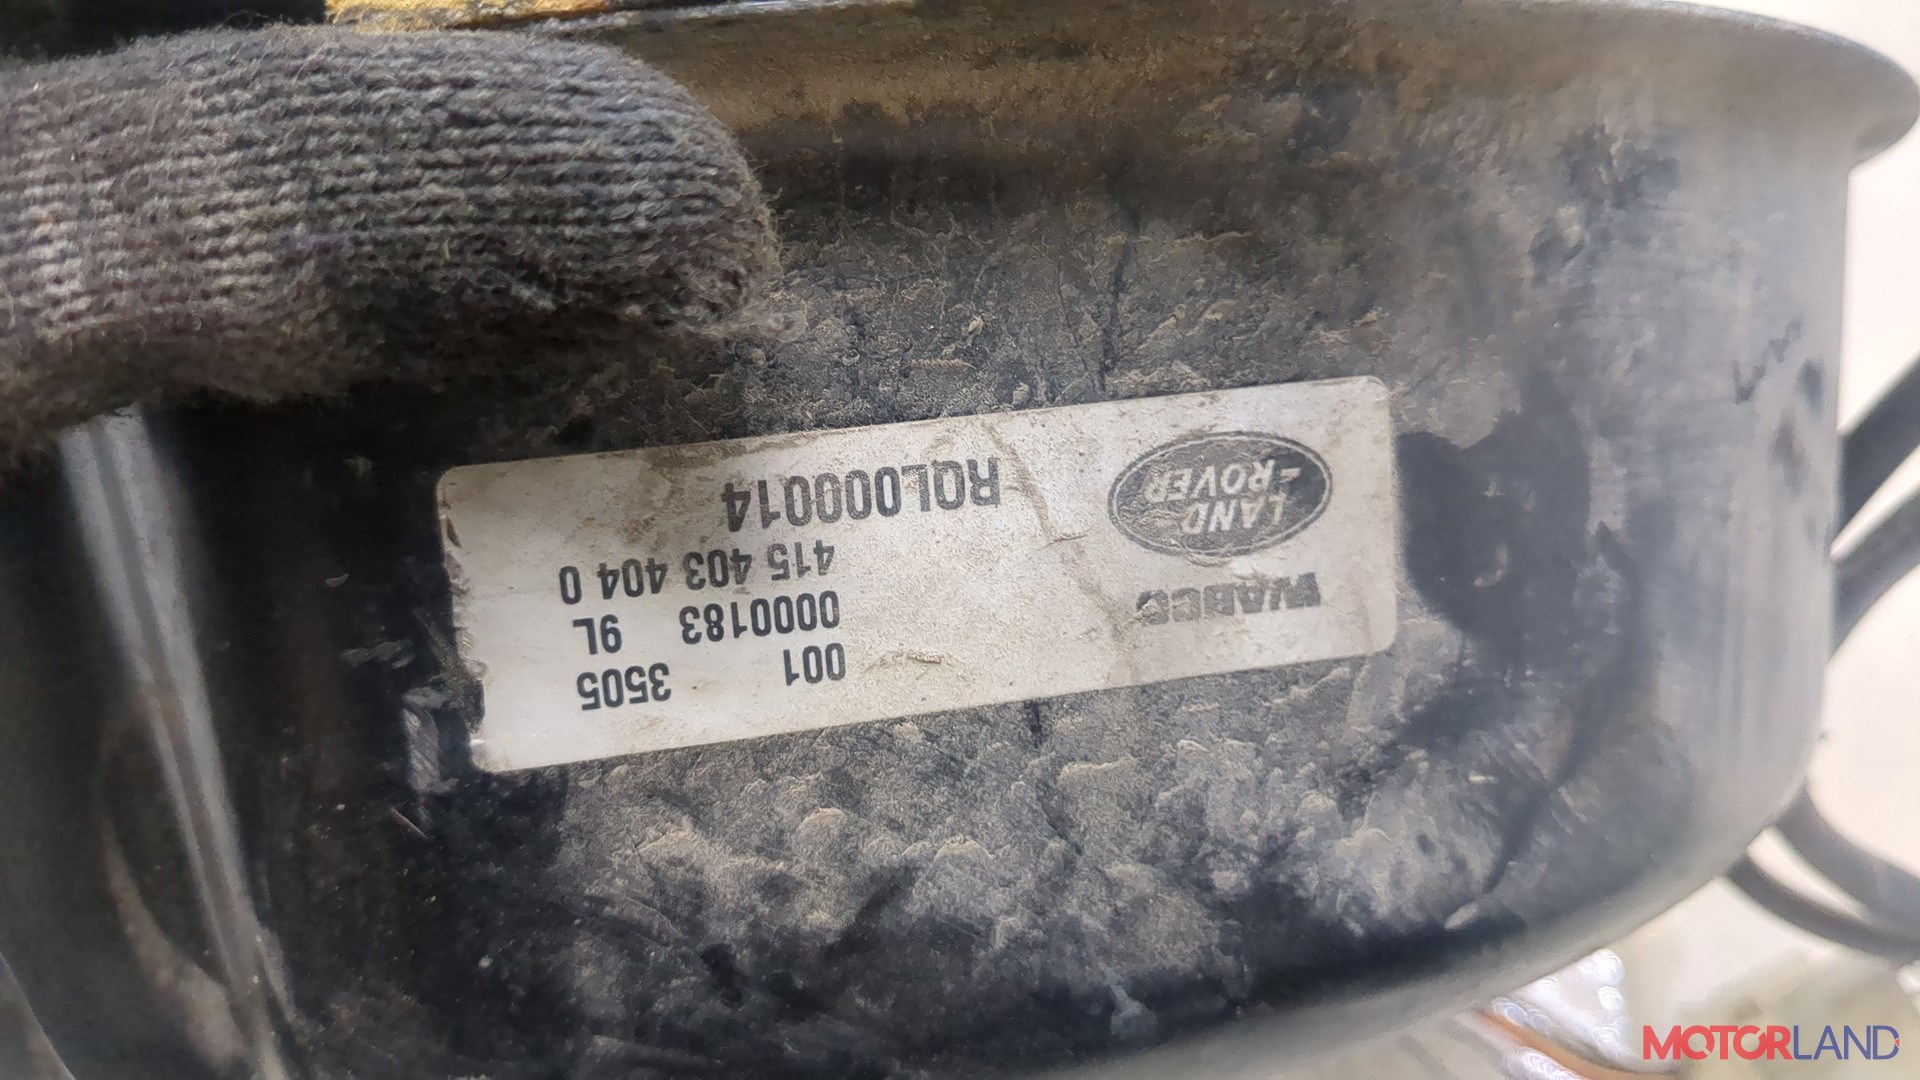 LAND
-ROVER
RQL000014
WABCO
415 403 404 0
0000183 9L
001 3505
MOTORLAND